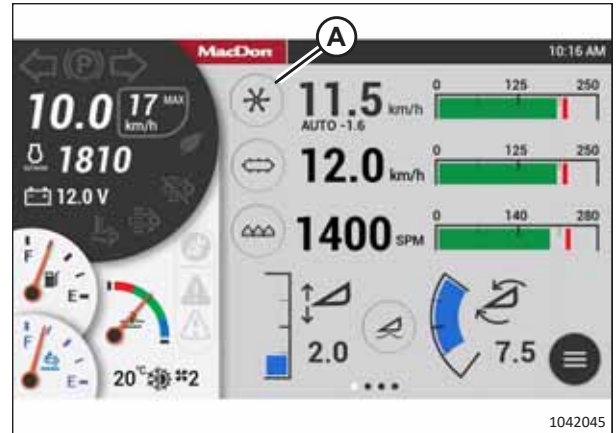 A
MacDon
10:16 AM
P
10.0 17 MAX km/h
1810
12.0 V
F
E
F
E
20°C 2
11.5 km/h
AUTO -1.6
0 125 250
12.0 km/h
0 125 250
1400 SPM
0 140 280
2.0
7.5
1042045